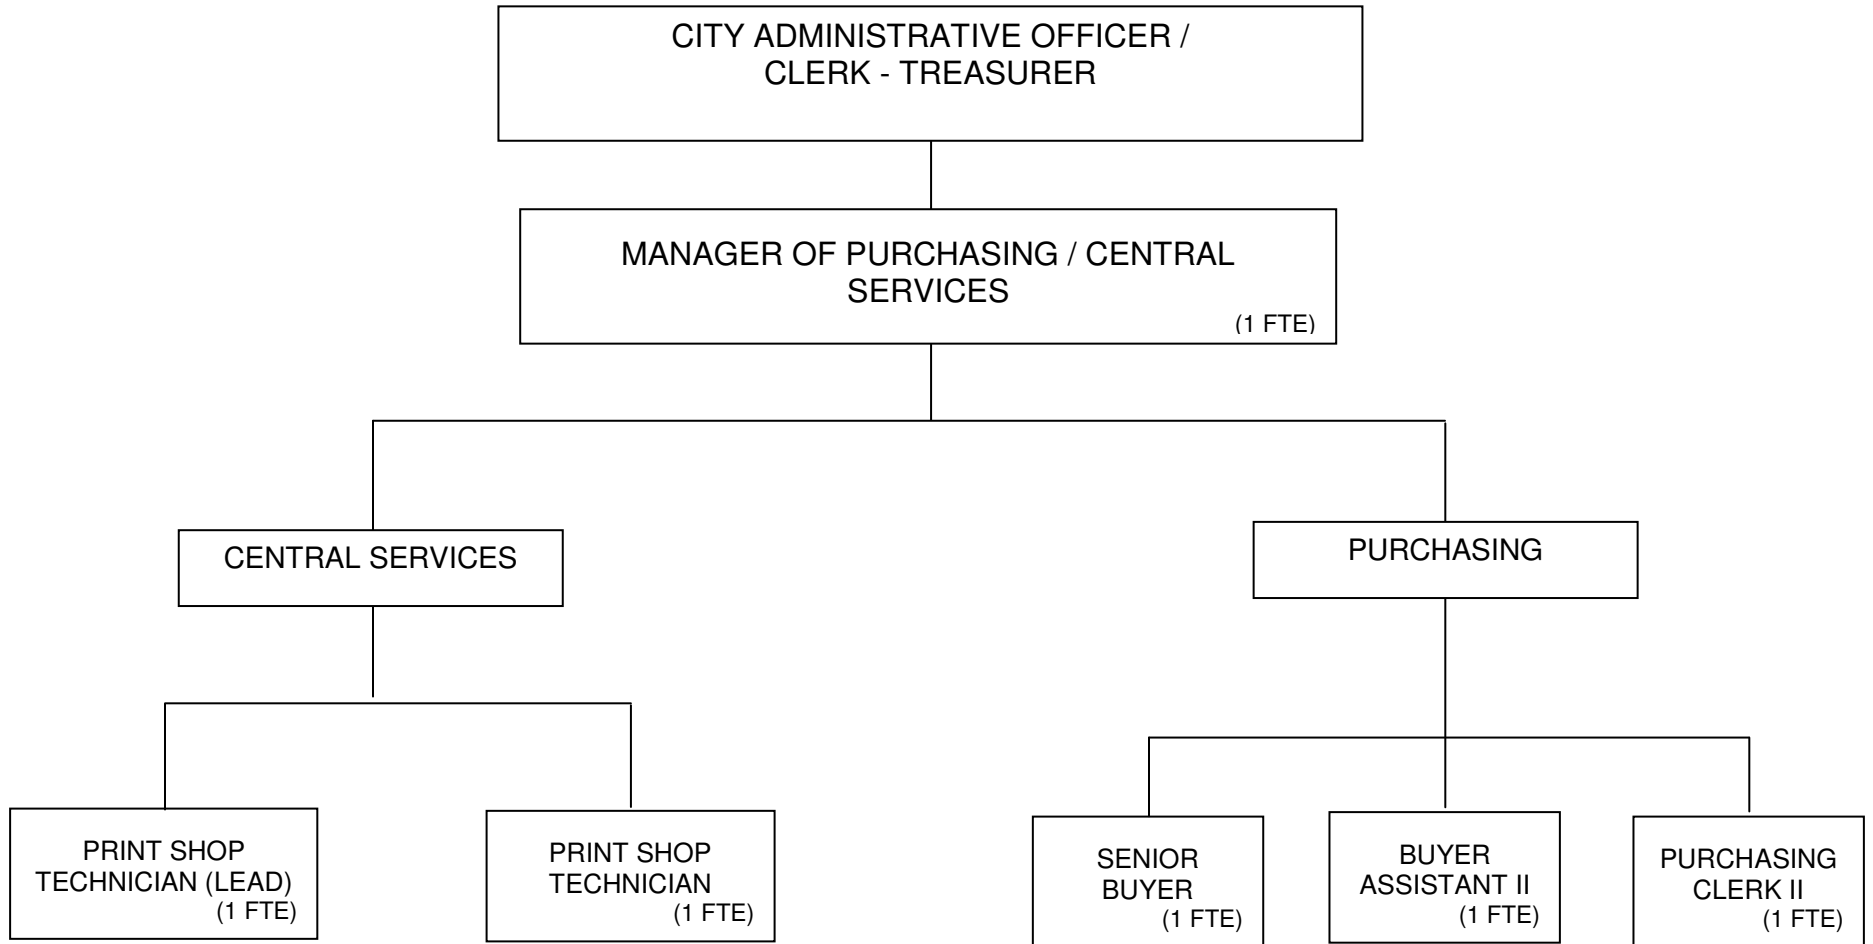 CITY ADMINISTRATIVE OFFICER /
CLERK - TREASURER
MANAGER OF PURCHASING / CENTRAL
SERVICES
(1 FTE)
CENTRAL SERVICES
PURCHASING
PRINT SHOP
TECHNICIAN (LEAD)
(1 FTE)
PRINT SHOP
TECHNICIAN
(1 FTE)
SENIOR
BUYER
(1 FTE)
BUYER
ASSISTANT II
(1 FTE)
PURCHASING
CLERK II
(1 FTE)